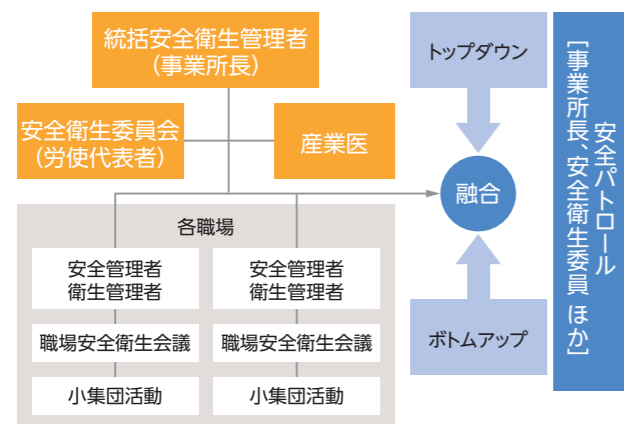 統括安全衛生管理者
(事業所長)
安全衛生委員会
(労使代表者)
産業医
各職場
安全管理者
衛生管理者
職場安全衛生会議
小集団活動
安全管理者
衛生管理者
職場安全衛生会議
小集団活動
トップダウン
融合
ボトムアップ
安全パトロール
[事業所長、安全衛生委員 ほか]